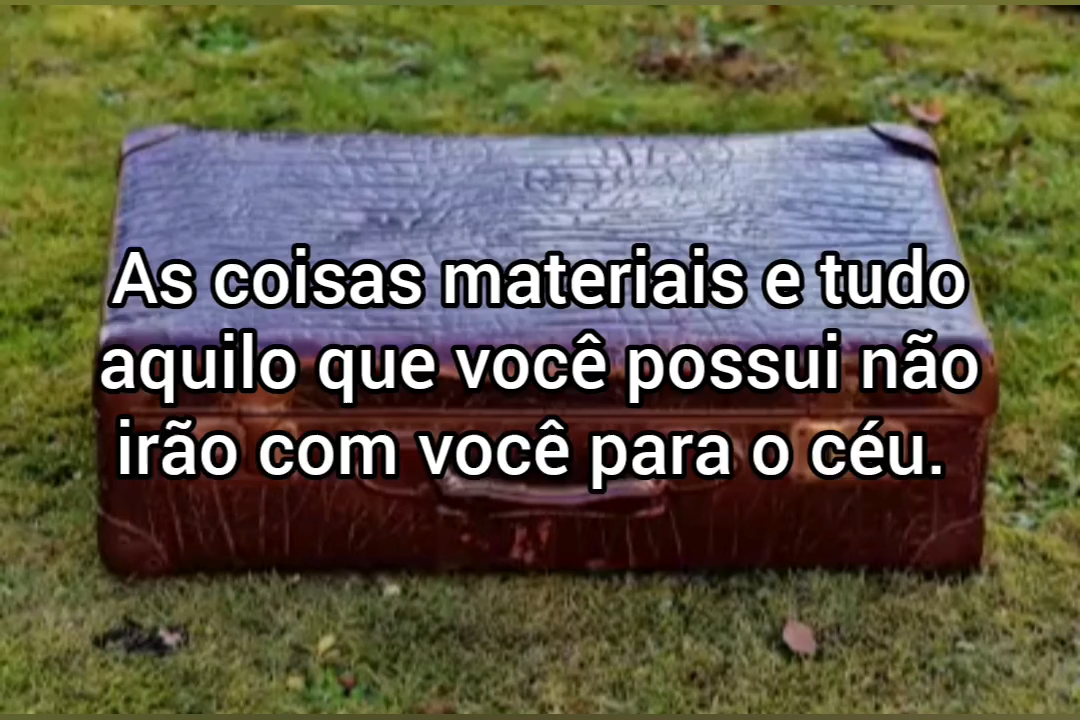 As coisas materiais e tudo
aquilo que você possui não
irão com você para o céu.